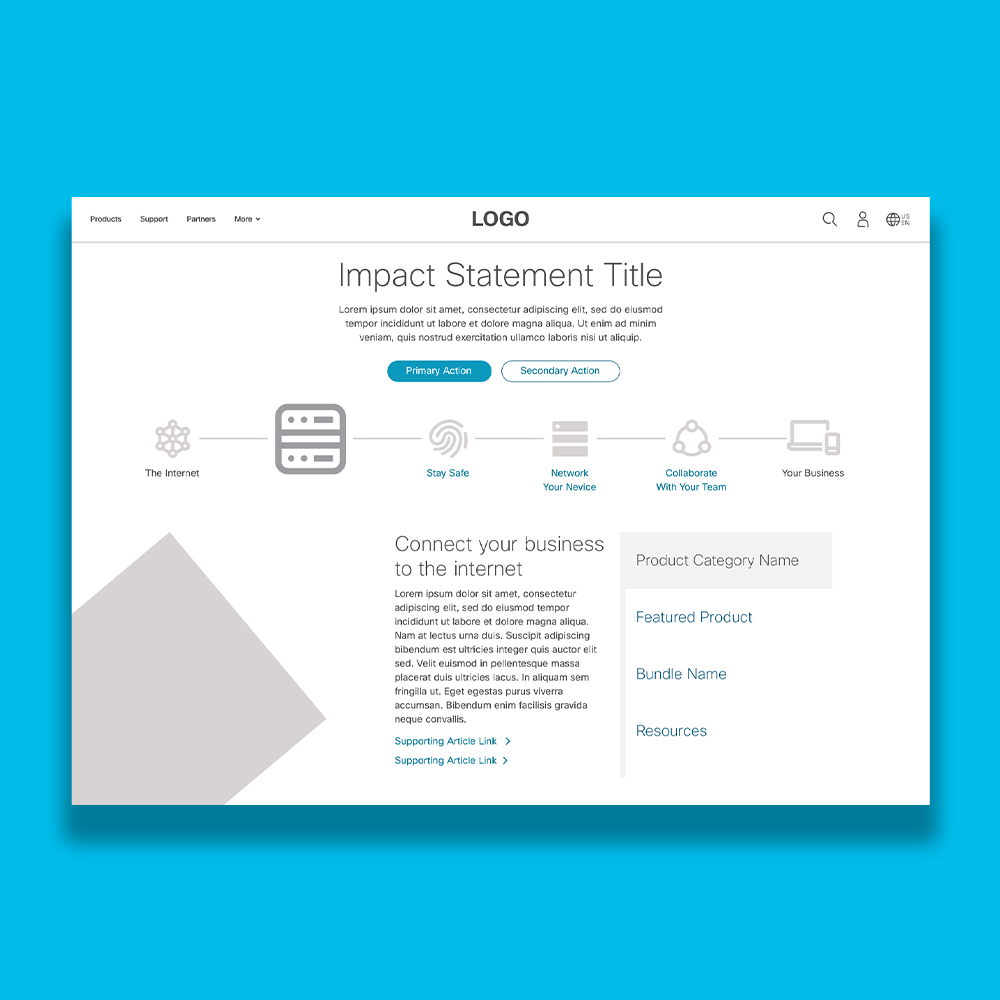 Products Support Partners More LOGO US
EN
Impact Statement Title
Lorem ipsum dolor sit amet, consectetur adipiscing elit, sed do eiusmod
tempor incididunt ut labore et dolore magna aliqua. Ut enim ad minim
veniam, quis nostrud exercitation ullamco laboris nisi ut aliquip.
Primary Action Secondary Action
The Internet
Stay Safe
Network
Your Nevice
Collaborate
With Your Team
Your Business
Connect your business
to the internet
Lorem ipsum dolor sit amet, consectetur
adipiscing elit, sed do eiusmod tempor
incididunt ut labore et dolore magna aliqua.
Nam at lectus urna duis. Suscipit adipiscing
bibendum est ultricies integer quis auctor elit
sed. Velit euismod in pellentesque massa
placerat duis ultricies lacus. In aliquam sem
fringilla ut. Eget egestas purus viverra
accumsan. Bibendum enim facilisis gravida
neque convallis.
Supporting Article Link
Supporting Article Link
Product Category Name
Featured Product
Bundle Name
Resources